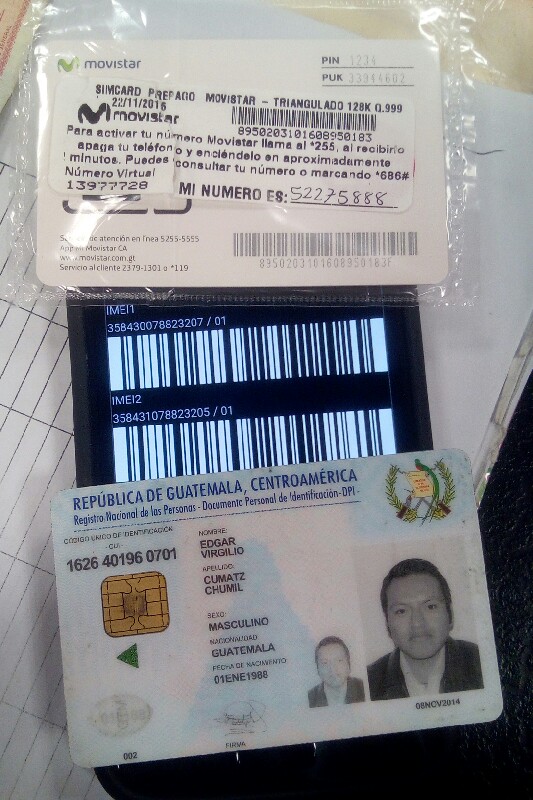 movistar
PIN 1234
PUK 33944602
SIMCARD PREPAGO MOVISTAR - TRIANGULADO 128K Q.999
22/11/2016
movistar
8950203101608950183
Para activar tu número Movistar llama al *255, al recibirlo
apaga tu teléfono y enciéndelo en aproximadamente
minutos. Puedes consultar tu número o marcando *686#
Número Virtual
13977728
MI NUMERO ES: 52275888
de atención en línea 5255-5555
App Mi Movistar CA
www.movistar.com.gt
Servicio al cliente 2379-1301 o *119
8950203101608950183F
IMEI1
358430078823207 / 01
IMEI2
358431078823205 / 01
REPÚBLICA DE GUATEMALA, CENTROAMÉRICA
Registro Nacional de las Personas - Documento Personal de Identificación -DPI-
CÓDIGO ÚNICO DE IDENTIFICACIÓN
-CUI-
1626 40196 0701
NOMBRE:
EDGAR
VIRGILIO
APELLIDO:
CUMATZ
CHUMIL
SEXO:
MASCULINO
NACIONALIDAD
GUATEMALA
FECHA DE NACIMIENTO
01ENE1988
08NOV2014
FIRMA
002